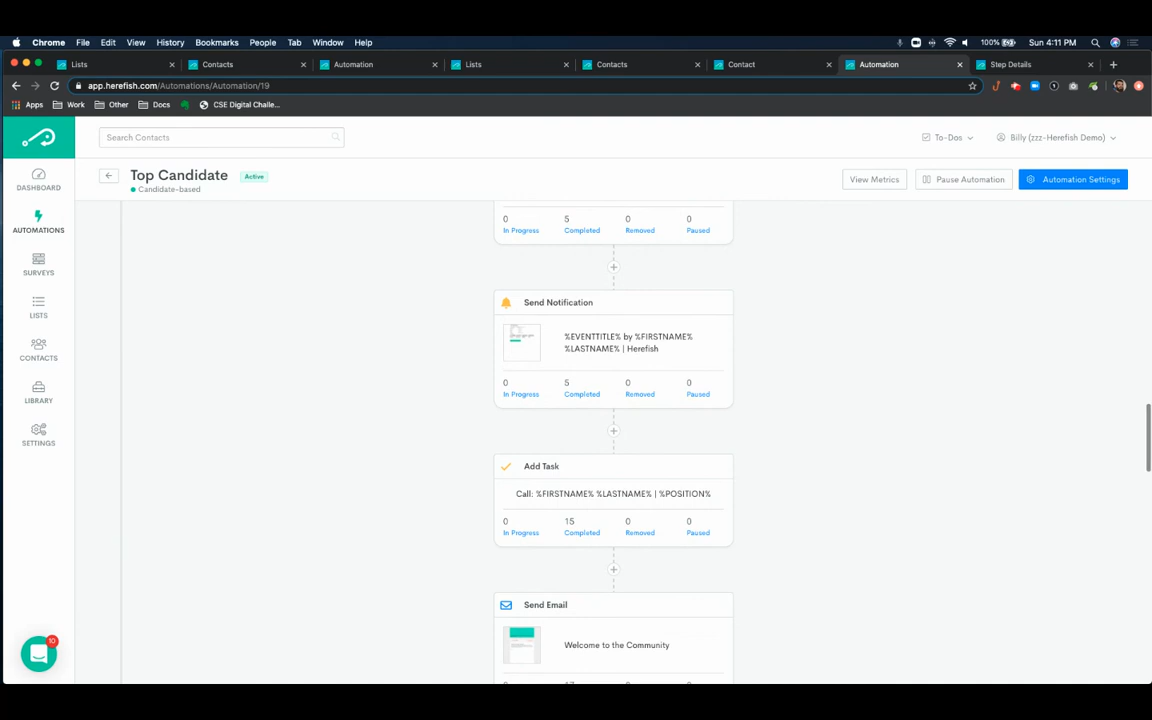 Chrome File Edit View History Bookmarks People Tab Window Help 100% Sun 4:11 PM
Lists Contacts Automation Lists Contacts Contact Automation Step Details
app.herefish.com/Automations/Automation/19
Apps Work Other Docs CSE Digital Challe...
Search Contacts To-Dos Billy (zzz-Herefish Demo)
DASHBOARD
AUTOMATIONS
SURVEYS
LISTS
CONTACTS
LIBRARY
SETTINGS
10
Top Candidate Active
Candidate-based
View Metrics Pause Automation Automation Settings
0 5 0 0
In Progress Completed Removed Paused
Send Notification
%EVENTTITLE% by %FIRSTNAME%
%LASTNAME% | Herefish
0 5 0 0
In Progress Completed Removed Paused
Add Task
Call: %FIRSTNAME% %LASTNAME% | %POSITION%
0 15 0 0
In Progress Completed Removed Paused
Send Email
Welcome to the Community